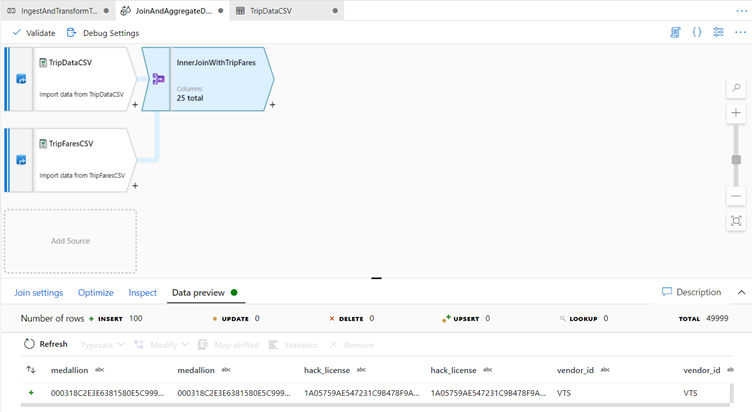 IngestAndTransformT... JoinAndAggregateD... TripDataCSV
Validate Debug Settings
TripDataCSV
Import data from TripDataCSV
InnerJoinWithTripFares
Columns:
25 total
TripFaresCSV
Import data from TripFaresCSV
Add Source
Join settings Optimize Inspect Data preview Description
Number of rows INSERT 100 UPDATE 0 DELETE 0 UPSERT 0 LOOKUP 0 TOTAL 49999
Refresh Typecast Modify Map drifted Statistics Remove
medallion abc medallion abc hack_license abc hack_license abc vendor_id abc vendor_id ab
000318C2E3E6381580E5C999... 000318C2E3E6381580E5C999... 1A05759AE547231C9B478F9A... 1A05759AE547231C9B478F9A... VTS VTS